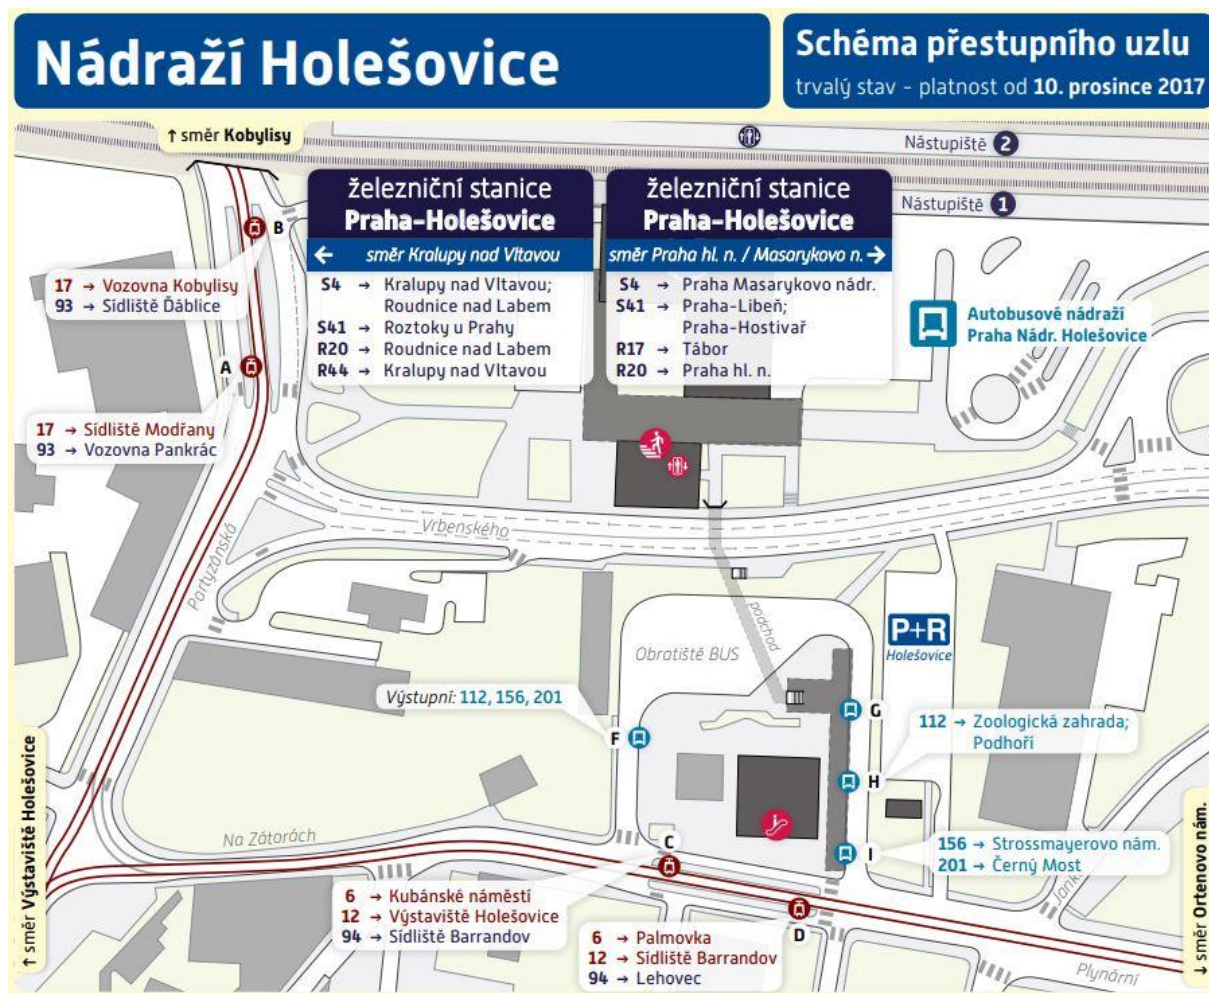 Nádraží Holešovice
Schéma přestupního uzlu
trvalý stav - platnost od 10. prosince 2017
↑ směr Kobylisy
Nástupiště 2
Nástupiště 1
železniční stanice
Praha-Holešovice
← směr Kralupy nad Vltavou
S4 → Kralupy nad Vltavou;
Roudnice nad Labem
S41 → Roztoky u Prahy
R20 → Roudnice nad Labem
R44 → Kralupy nad Vltavou
železniční stanice
Praha-Holešovice
směr Praha hl. n. / Masarykovo n. →
S4 → Praha Masarykovo nádr.
S41 → Praha-Libeň;
Praha-Hostivař
R17 → Tábor
R20 → Praha hl. n.
B
17 → Vozovna Kobylisy
93 → Sídliště Ďáblice
A
17 → Sídliště Modřany
93 → Vozovna Pankrác
Autobusové nádraží
Praha Nádr. Holešovice
Vrbenského
Partyzánská
podchod
Obratiště BUS
P+R
Holešovice
Výstupní: 112, 156, 201
F
G
H
112 → Zoologická zahrada;
Podhoří
I
156 → Strossmayerovo nám.
201 → Černý Most
↑ směr Výstaviště Holešovice
Na Zátorách
C
6 → Kubánské náměstí
12 → Výstaviště Holešovice
94 → Sídliště Barrandov
D
6 → Palmovka
12 → Sídliště Barrandov
94 → Lehovec
Plynární
↓ směr Ortenovo nám.